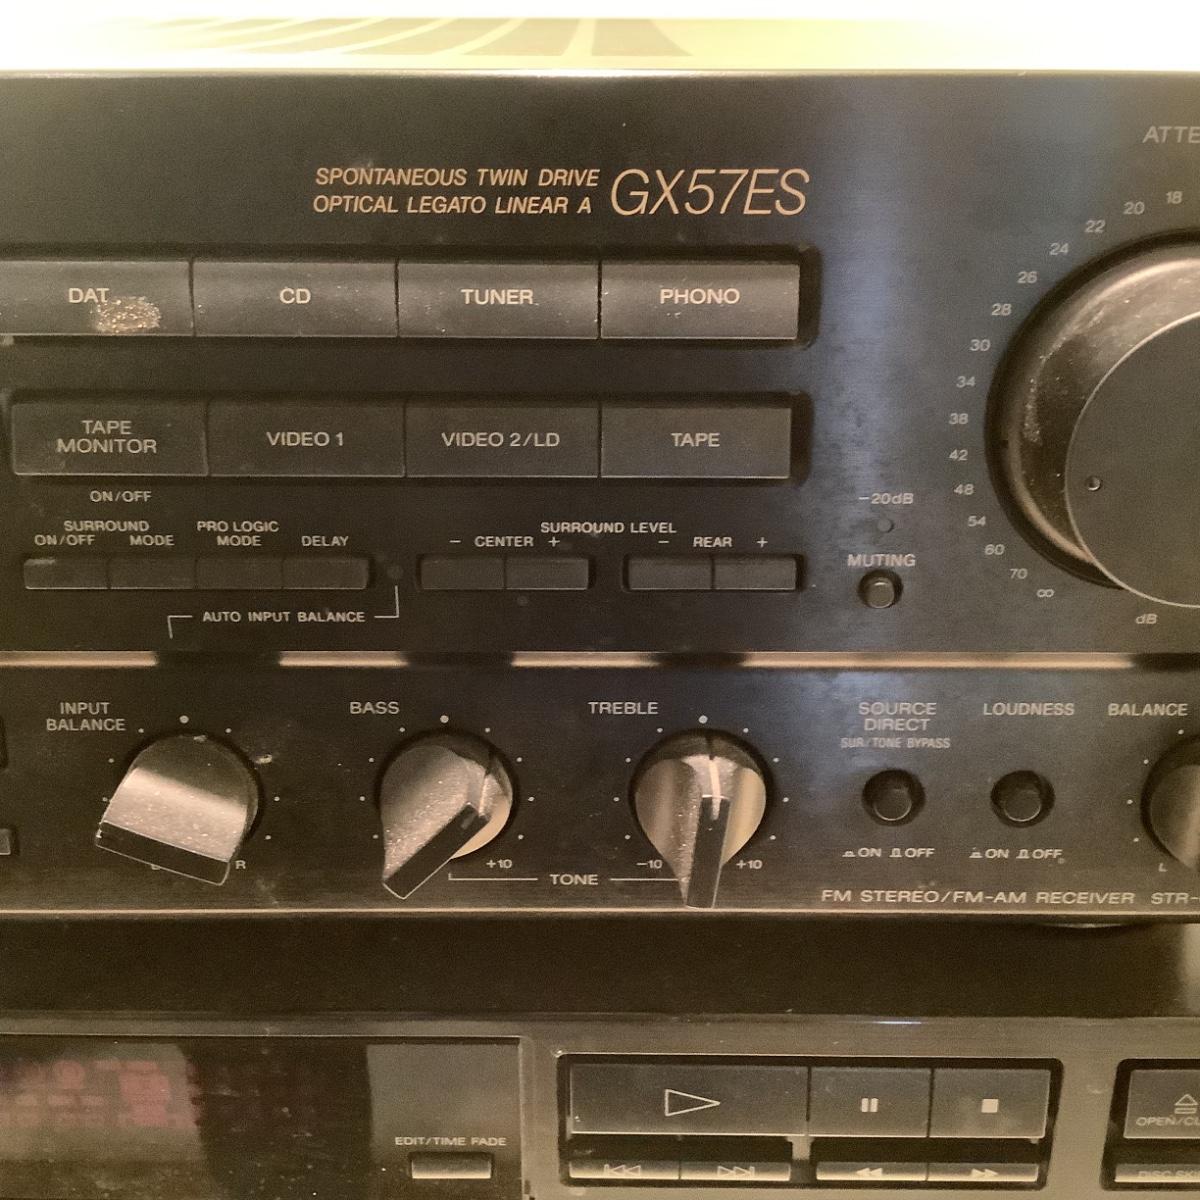 ATTE
SPONTANEOUS TWIN DRIVE
OPTICAL LEGATO LINEAR A
GX57ES
18
20
22
24
26
28
30
34
38
42
48
54
60
70
∞
dB
DAT
CD
TUNER
PHONO
TAPE
MONITOR
VIDEO 1
VIDEO 2/LD
TAPE
ON/OFF
SURROUND
ON/OFF MODE
PRO LOGIC
MODE
DELAY
SURROUND LEVEL
− CENTER +
− REAR +
-20dB
MUTING
AUTO INPUT BALANCE
INPUT
BALANCE
R
BASS
+10
TREBLE
-10
+10
TONE
SOURCE
DIRECT
SUR/TONE BYPASS
ON OFF
LOUDNESS
ON OFF
BALANCE
L
FM STEREO/FM-AM RECEIVER STR-
EDIT/TIME FADE
OPEN/CL